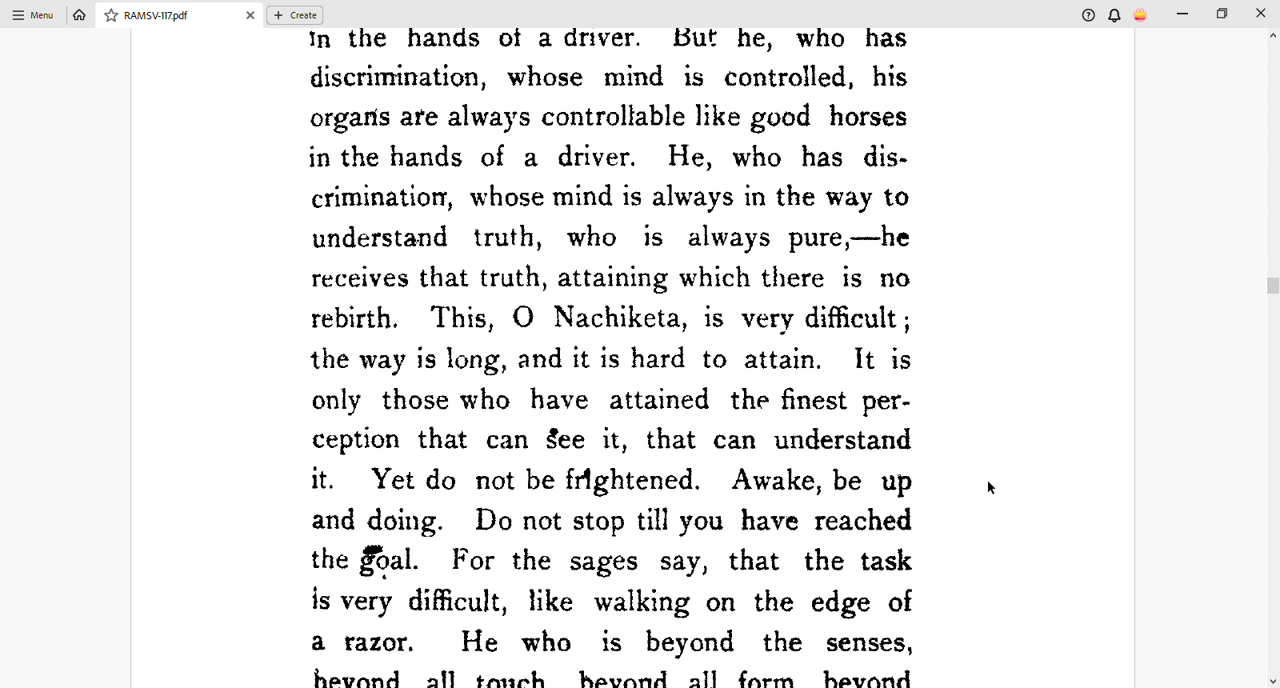 Menu
RAMSV-117.pdf
Create
in the hands of a driver. But he, who has
discrimination, whose mind is controlled, his
organs are always controllable like good horses
in the hands of a driver. He, who has dis-
crimination, whose mind is always in the way to
understand truth, who is always pure,—he
receives that truth, attaining which there is no
rebirth. This, O Nachiketa, is very difficult ;
the way is long, and it is hard to attain. It is
only those who have attained the finest per-
ception that can see it, that can understand
it. Yet do not be frightened. Awake, be up
and doing. Do not stop till you have reached
the goal. For the sages say, that the task
is very difficult, like walking on the edge of
a razor. He who is beyond the senses,
beyond all touch, beyond all form, beyond